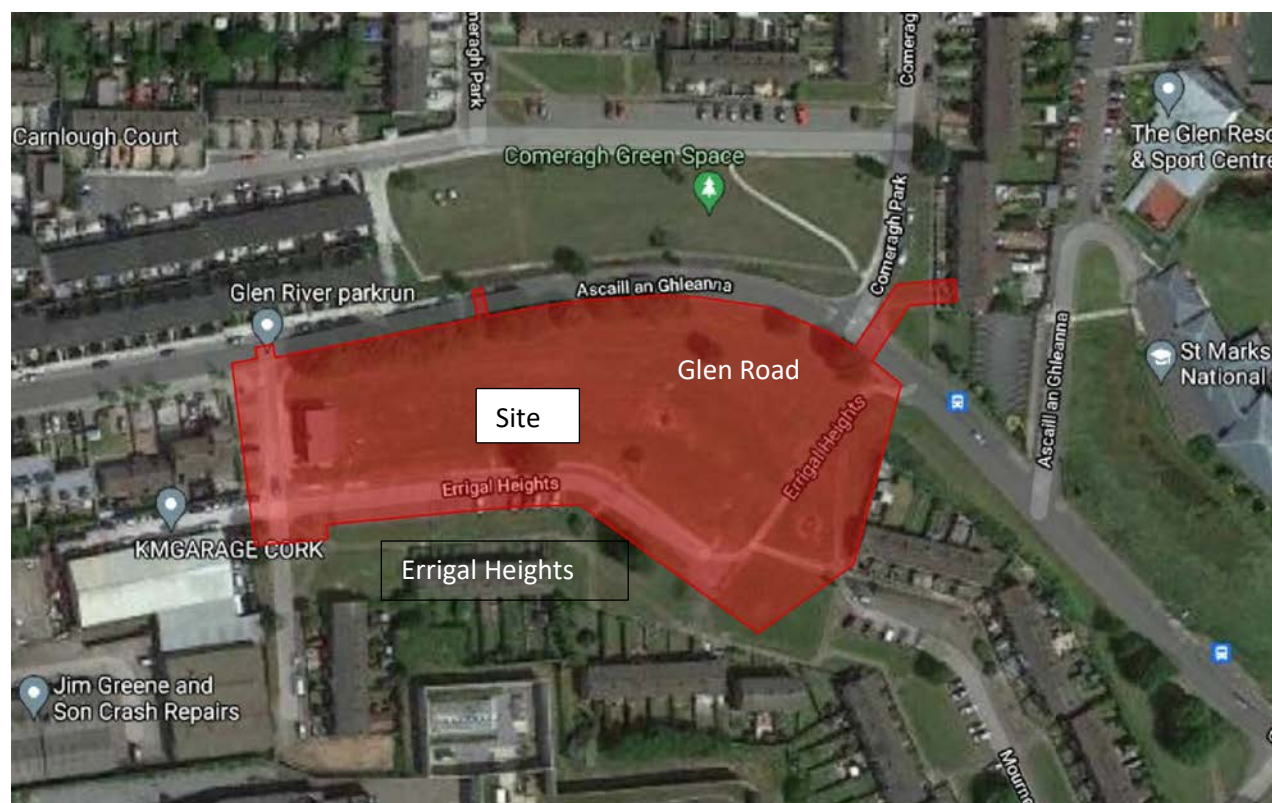 meragh Park
Comerag
Carnlough Court
The Glen Reso
& Sport Centre
Comeragh Green Space
Comeragh Park
Glen River parkrun
Ascaill an Ghleanna
Ascaill an Ghleanna
St Marks
National
Glen Road
Site
Errigal Heights
Errigal Heights
KMGARAGE CORK
Errigal Heights
Jim Greene and
Son Crash Repairs
Mourne